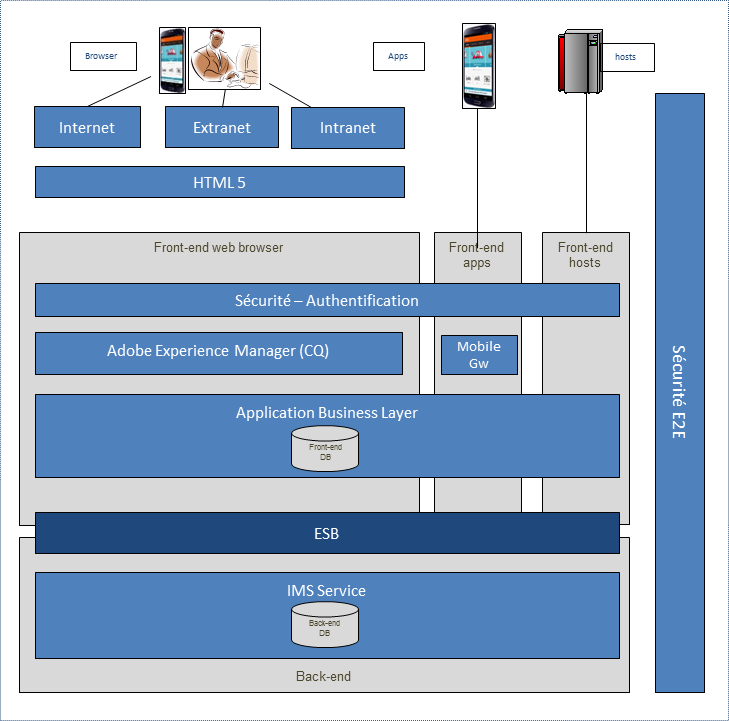 Browser
Apps
hosts
Internet
Extranet
Intranet
HTML 5
Front-end web browser
Front-end
apps
Front-end
hosts
Sécurité – Authentification
Adobe Experience Manager (CQ)
Mobile
Gw
Application Business Layer
Front-end
DB
ESB
IMS Service
Back-end
DB
Back-end
Sécurité E2E